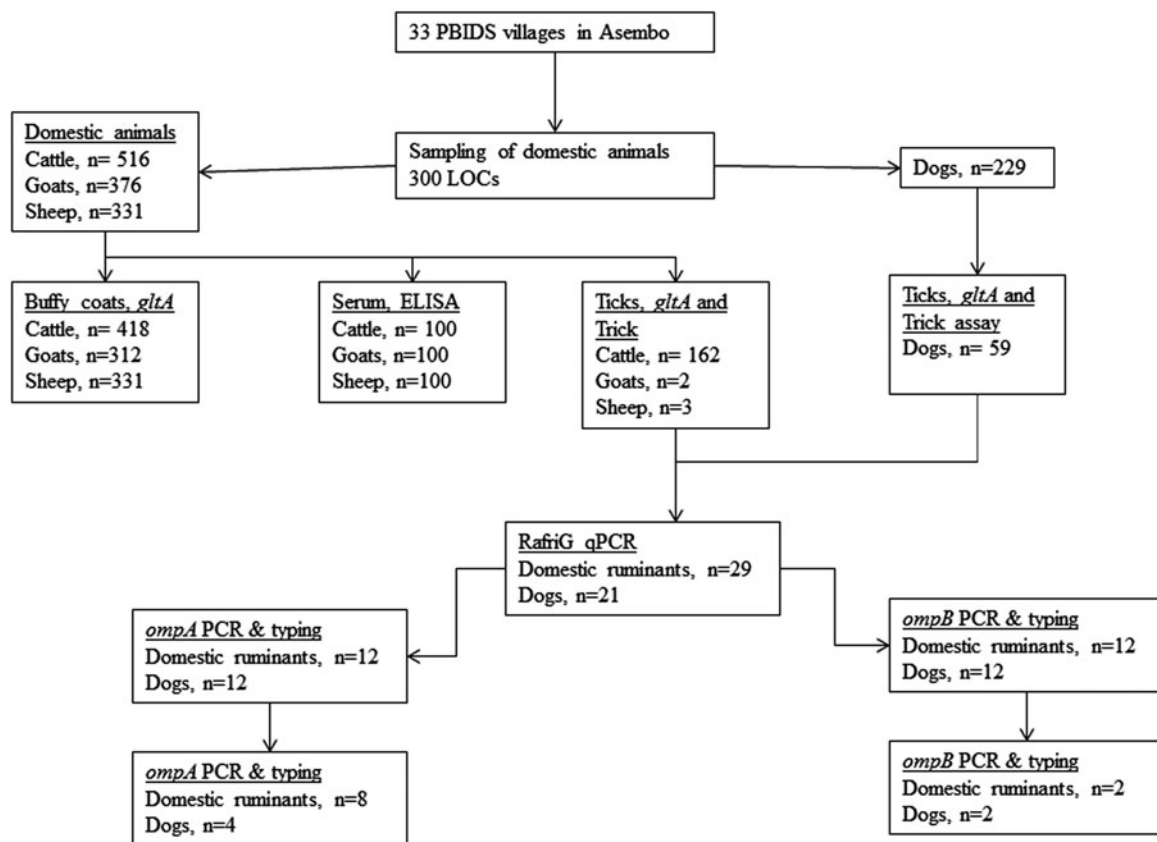 33 PBIDS villages in Asembo
Domestic animals
Cattle, n= 516
Goats, n=376
Sheep, n=331
Sampling of domestic animals
300 LOCs
Dogs, n=229
Buffy coats, gltA
Cattle, n= 418
Goats, n=312
Sheep, n=331
Serum, ELISA
Cattle, n= 100
Goats, n=100
Sheep, n=100
Ticks, gltA and
Trick
Cattle, n= 162
Goats, n=2
Sheep, n=3
Ticks, gltA and
Trick assay
Dogs, n= 59
RafriG qPCR
Domestic ruminants, n=29
Dogs, n=21
ompA PCR & typing
Domestic ruminants, n=12
Dogs, n=12
ompB PCR & typing
Domestic ruminants, n=12
Dogs, n=12
ompA PCR & typing
Domestic ruminants, n=8
Dogs, n=4
ompB PCR & typing
Domestic ruminants, n=2
Dogs, n=2